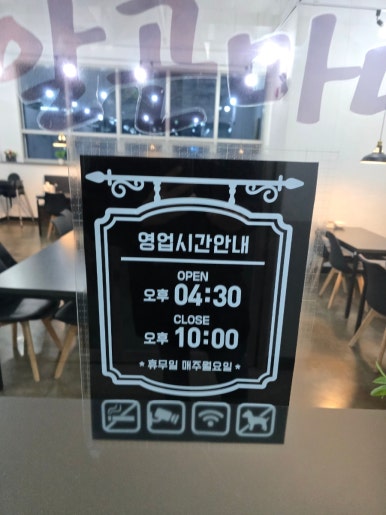 영업시간안내
OPEN
오후 04:30
CLOSE
오후 10:00
* 휴무일 매주월요일 *